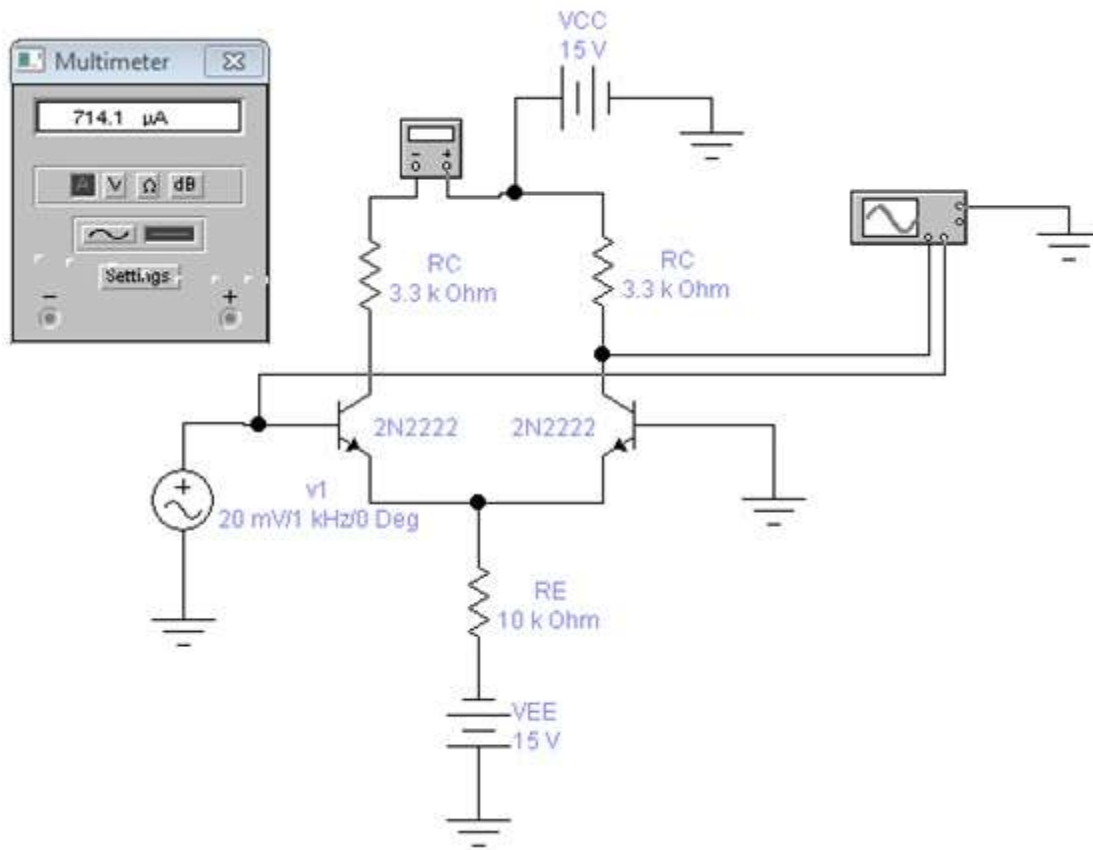 VCC
15 V
Multimeter
714.1 µA
A V Ω dB
Settings
− +
− +
RC
3.3 k Ohm
RC
3.3 k Ohm
2N2222
2N2222
+
v1
20 mV/1 kHz/0 Deg
RE
10 k Ohm
VEE
15 V